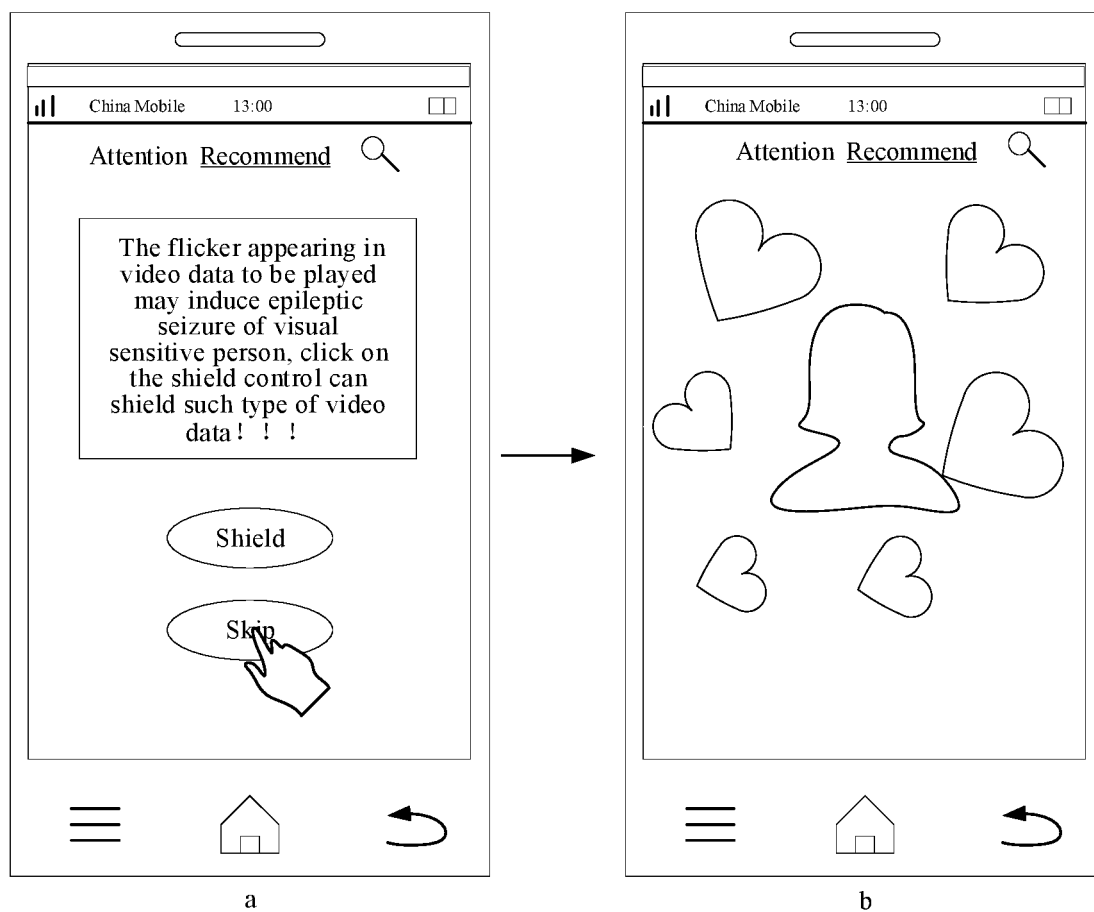 China Mobile 13:00
Attention Recommend
The flicker appearing in
video data to be played
may induce epileptic
seizure of visual
sensitive person, click on
the shield control can
shield such type of video
data! ! !
Shield
Skip
a
China Mobile 13:00
Attention Recommend
b